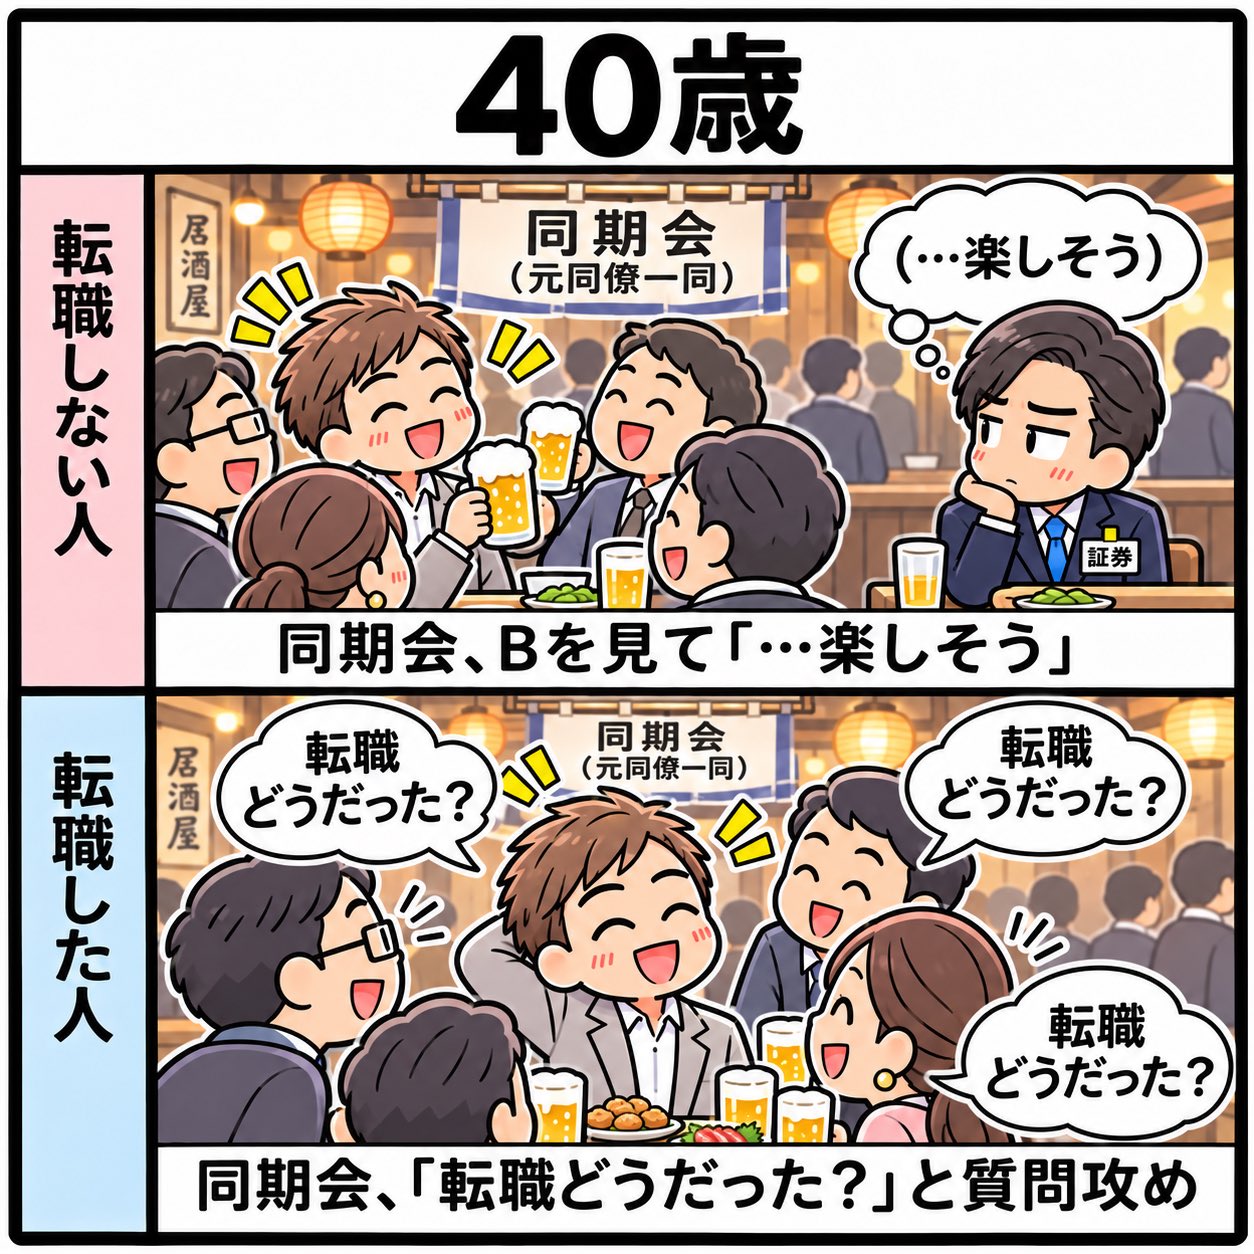 40歳
転職しない人
居酒屋
同期会
(元同僚一同)
(…楽しそう)
証券
同期会、Bを見て「…楽しそう」
転職した人
居酒屋
転職
どうだった?
同期会
(元同僚一同)
転職
どうだった?
転職
どうだった?
同期会、「転職どうだった?」と質問攻め